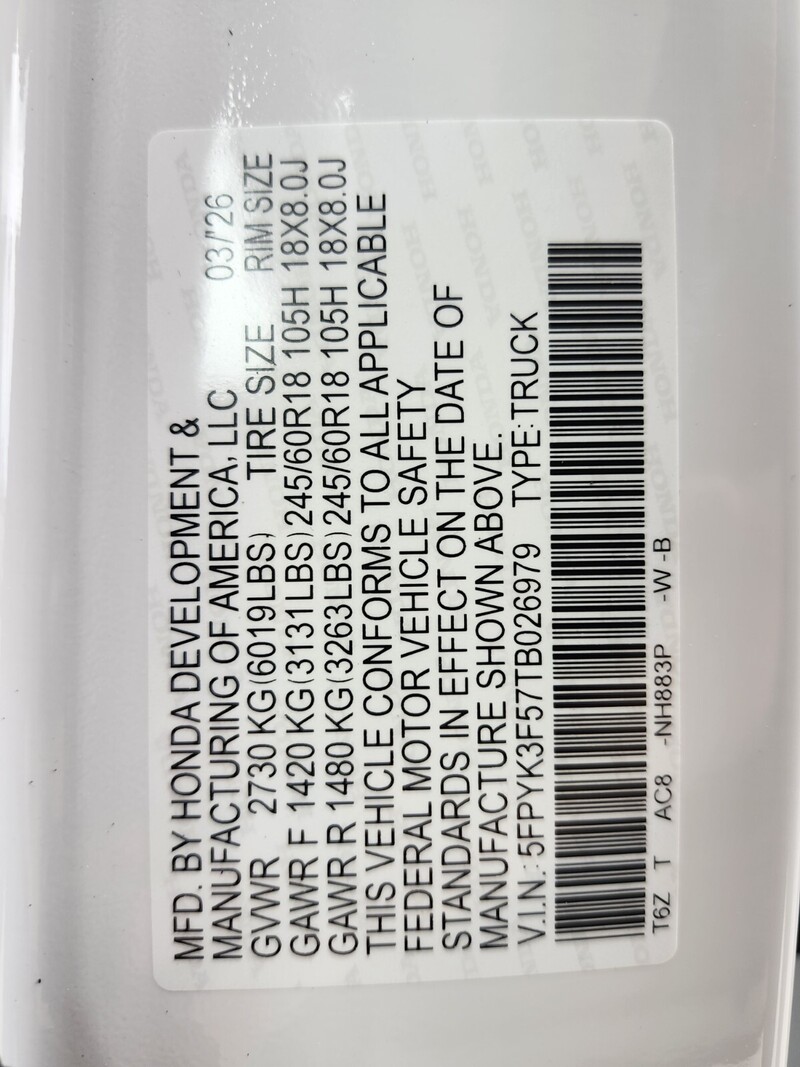 MFD. BY HONDA DEVELOPMENT &
MANUFACTURING OF AMERICA, LLC 03/'26
GVWR 2730 KG(6019LBS) TIRE SIZE RIM SIZE
GAWR F 1420 KG(3131LBS) 245/60R18 105H 18X8.0J
GAWR R 1480 KG(3263LBS) 245/60R18 105H 18X8.0J
THIS VEHICLE CONFORMS TO ALL APPLICABLE
FEDERAL MOTOR VEHICLE SAFETY
STANDARDS IN EFFECT ON THE DATE OF
MANUFACTURE SHOWN ABOVE.
V.I.N.: 5FPYK3F57TB026979 TYPE: TRUCK
T6Z T AC8 -NH883P -W -B